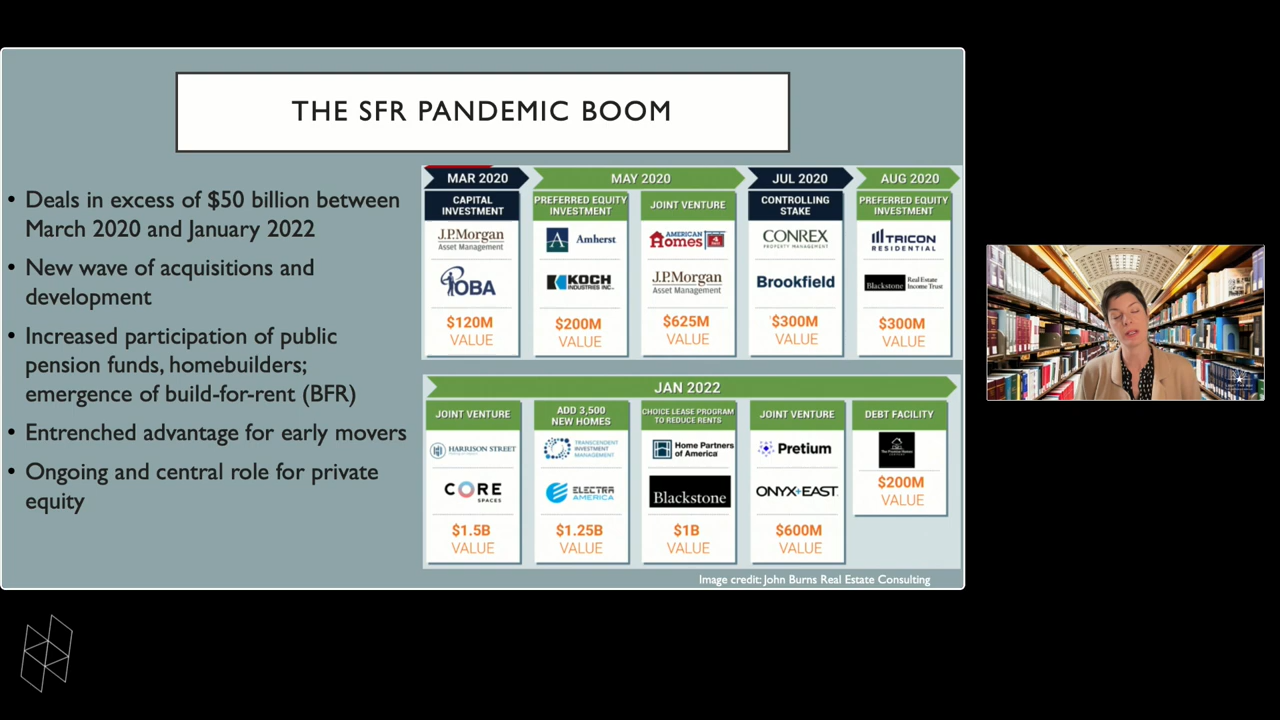 THE SFR PANDEMIC BOOM
• Deals in excess of $50 billion between
March 2020 and January 2022
• New wave of acquisitions and
development
• Increased participation of public
pension funds, homebuilders;
emergence of build-for-rent (BFR)
• Entrenched advantage for early movers
• Ongoing and central role for private
equity
MAR 2020
CAPITAL
INVESTMENT
J.P.Morgan
Asset Management
POBA
$120M
VALUE
MAY 2020
PREFERRED EQUITY
INVESTMENT
Amherst
KOCH
INDUSTRIES INC.
$200M
VALUE
JOINT VENTURE
AMERICAN
HOMES 4
J.P.Morgan
Asset Management
$625M
VALUE
JUL 2020
CONTROLLING
STAKE
CONREX
PROPERTY MANAGEMENT
Brookfield
$300M
VALUE
AUG 2020
PREFERRED EQUITY
INVESTMENT
TRICON
RESIDENTIAL
Blackstone Real Estate
Income Trust
$300M
VALUE
JAN 2022
JOINT VENTURE
HARRISON STREET
CORE
SPACES
$1.5B
VALUE
ADD 3,500
NEW HOMES
TRANSCENDENT
INVESTMENT
MANAGEMENT
ELECTRA
AMERICA
$1.25B
VALUE
CHOICE LEASE PROGRAM
TO REDUCE RENTS
Home Partners
of America
Blackstone
$1B
VALUE
JOINT VENTURE
Pretium
ONYX+EAST
$600M
VALUE
DEBT FACILITY
$200M
VALUE
Image credit: John Burns Real Estate Consulting